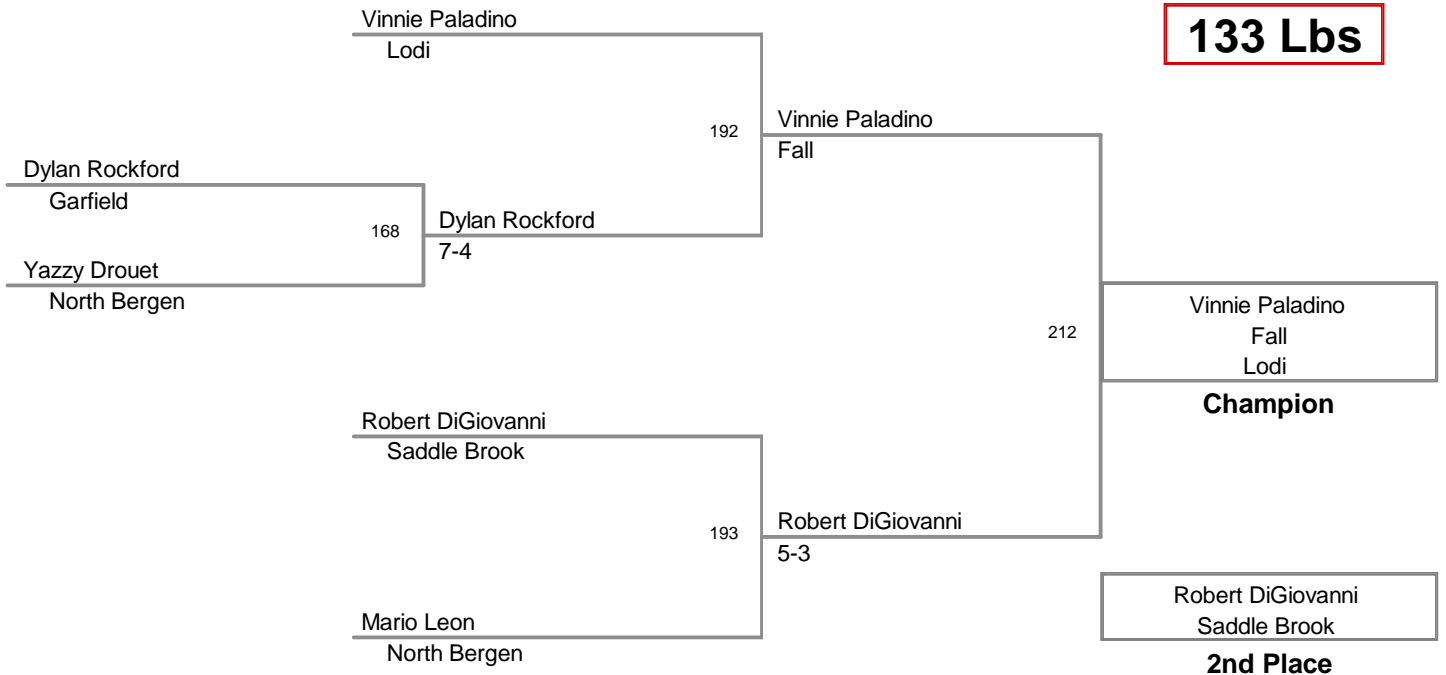 Vinnie Paladino
Lodi
133 Lbs
192
Vinnie Paladino
Fall
Dylan Rockford
Garfield
168
Dylan Rockford
7-4
Yazzy Drouet
North Bergen
212
Vinnie Paladino
Fall
Lodi
Champion
Robert DiGiovanni
Saddle Brook
193
Robert DiGiovanni
5-3
Mario Leon
North Bergen
Robert DiGiovanni
Saddle Brook
2nd Place